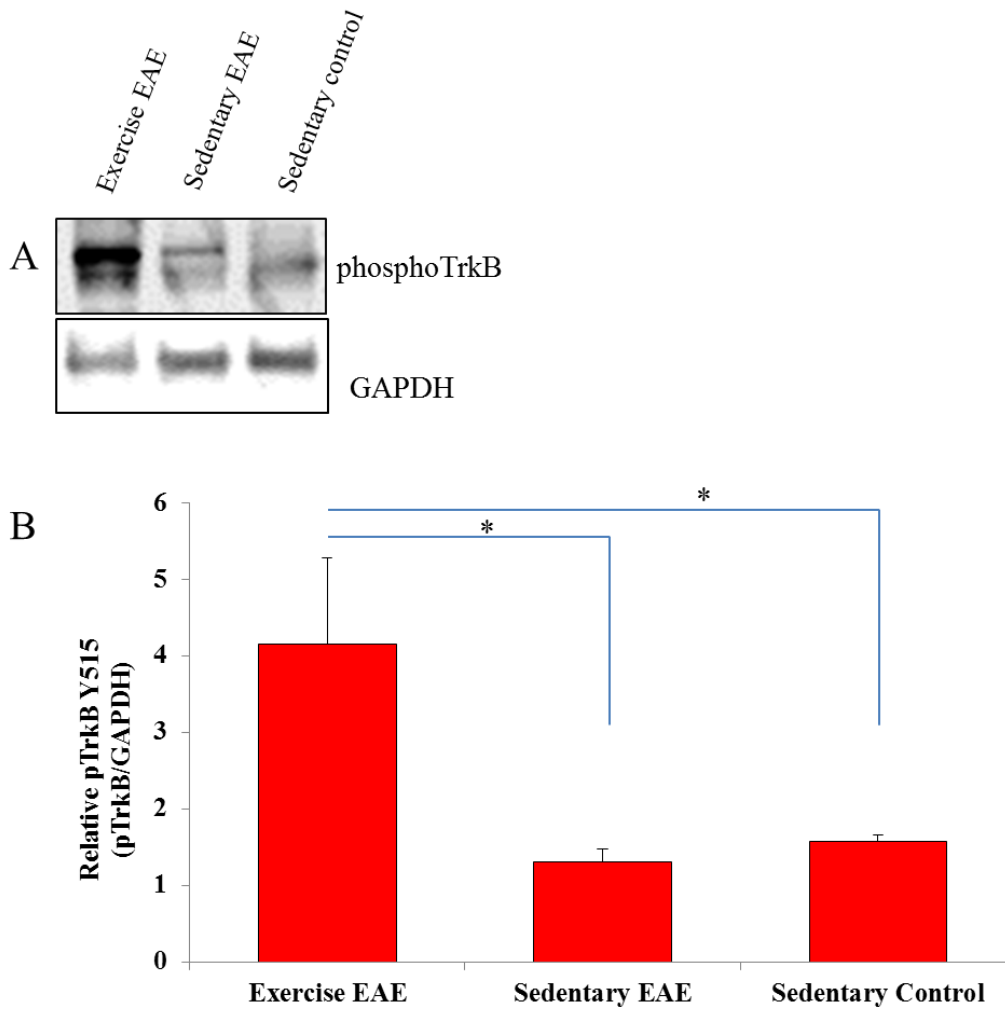 Exercise EAE
Sedentary EAE
Sedentary control
A
phosphoTrkB
GAPDH
B
Relative pTrkB Y515
(pTrkB/GAPDH)
6
5
4
3
2
1
0
*
*
Exercise EAE
Sedentary EAE
Sedentary Control